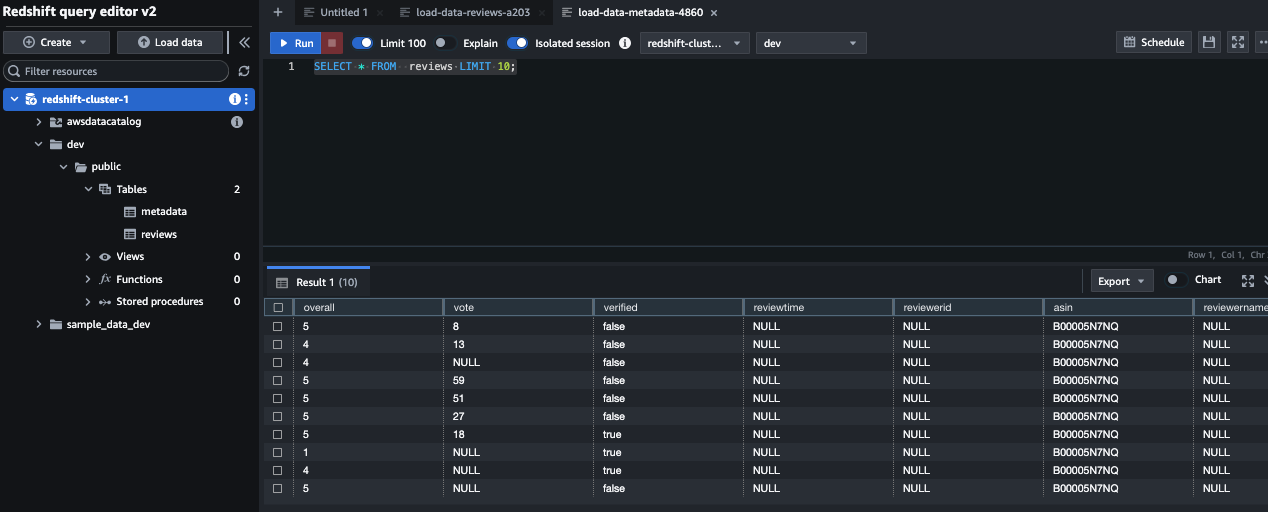 Redshift query editor v2
Create
Load data
Filter resources
redshift-cluster-1
awsdatacatalog
dev
public
Tables 2
metadata
reviews
Views 0
fx Functions 0
Stored procedures 0
sample_data_dev
Untitled 1
load-data-reviews-a203
load-data-metadata-4860
Run
Limit 100
Explain
Isolated session
redshift-clust...
dev
Schedule
1 SELECT * FROM reviews LIMIT 10;
Row 1, Col 1, Chr
Result 1 (10)
Export
Chart
overall vote verified reviewtime reviewerid asin reviewername
5 8 false NULL NULL B00005N7NQ NULL
4 13 false NULL NULL B00005N7NQ NULL
4 NULL false NULL NULL B00005N7NQ NULL
5 59 false NULL NULL B00005N7NQ NULL
5 51 false NULL NULL B00005N7NQ NULL
5 27 false NULL NULL B00005N7NQ NULL
5 18 true NULL NULL B00005N7NQ NULL
1 NULL true NULL NULL B00005N7NQ NULL
4 NULL true NULL NULL B00005N7NQ NULL
5 NULL false NULL NULL B00005N7NQ NULL